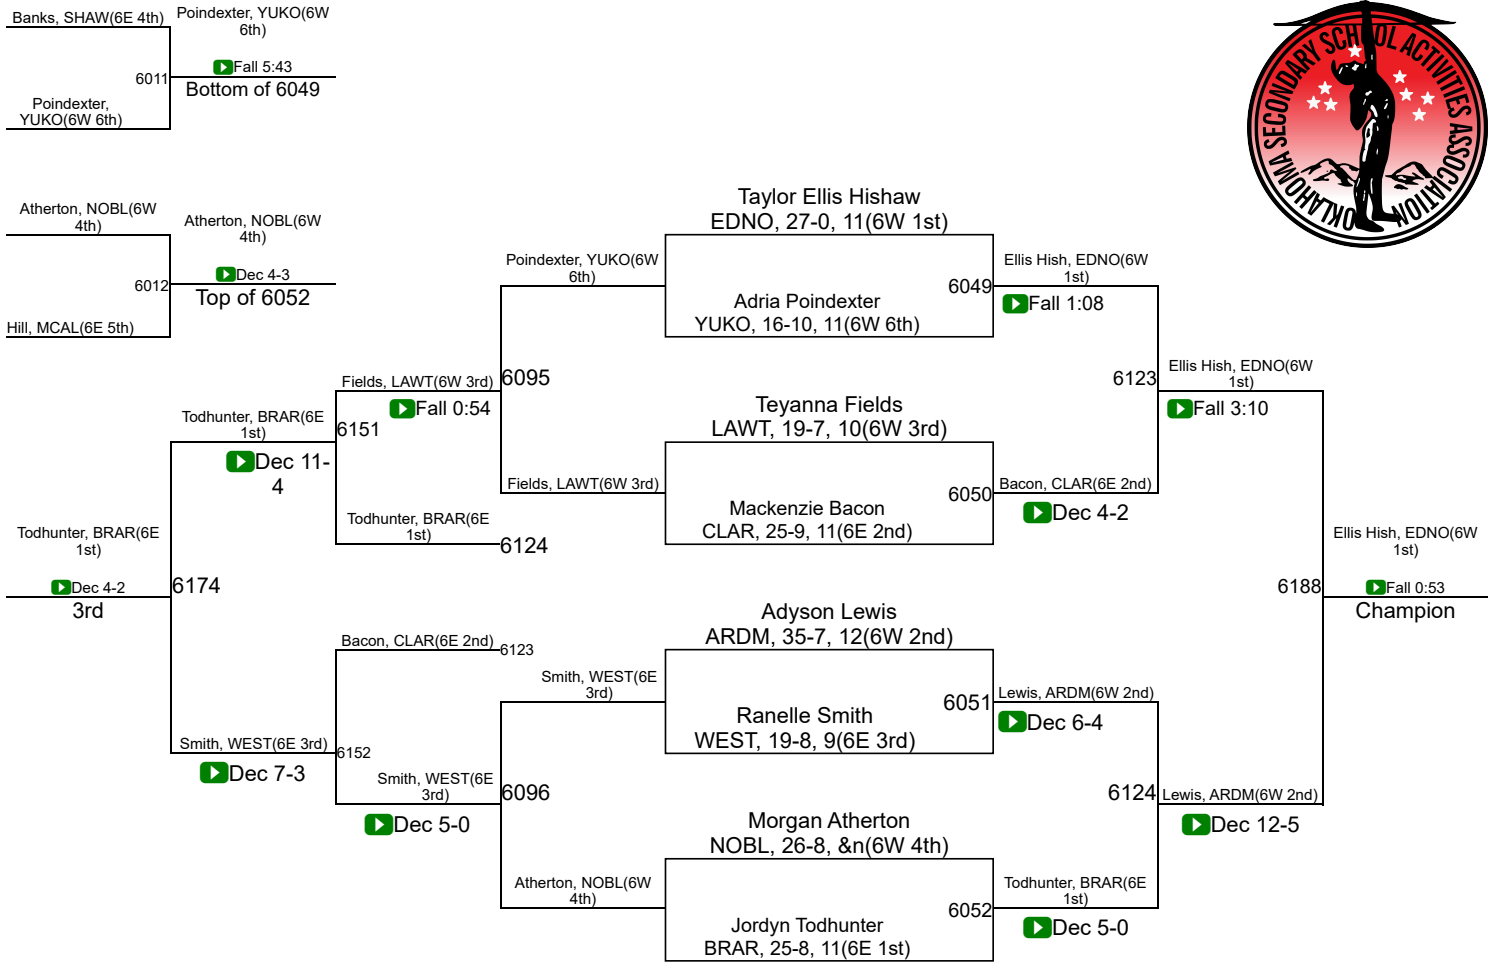 Banks, SHAW(6E 4th)
Poindexter, YUKO(6W
6th)
Fall 5:43
6011
Bottom of 6049
Poindexter,
YUKO(6W 6th)
Atherton, NOBL(6W
4th)
Atherton, NOBL(6W
4th)
Dec 4-3
6012
Top of 6052
Hill, MCAL(6E 5th)
OKLAHOMA SECONDARY SCHOOL ACTIVITIES ASSOCIATION
Taylor Ellis Hishaw
EDNO, 27-0, 11(6W 1st)
Poindexter, YUKO(6W
6th)
Adria Poindexter
YUKO, 16-10, 11(6W 6th)
6049
Ellis Hish, EDNO(6W
1st)
Fall 1:08
Fields, LAWT(6W 3rd)
6095
Fall 0:54
Teyanna Fields
LAWT, 19-7, 10(6W 3rd)
6123
Ellis Hish, EDNO(6W
1st)
Fall 3:10
Todhunter, BRAR(6E
1st)
6151
Dec 11-
4
Fields, LAWT(6W 3rd)
Mackenzie Bacon
CLAR, 25-9, 11(6E 2nd)
6050
Bacon, CLAR(6E 2nd)
Dec 4-2
Todhunter, BRAR(6E
1st)
6124
Todhunter, BRAR(6E
1st)
Dec 4-2
3rd
6174
Ellis Hish, EDNO(6W
1st)
6188
Fall 0:53
Champion
Adyson Lewis
ARDM, 35-7, 12(6W 2nd)
Bacon, CLAR(6E 2nd)
6123
Smith, WEST(6E
3rd)
Ranelle Smith
WEST, 19-8, 9(6E 3rd)
6051
Lewis, ARDM(6W 2nd)
Dec 6-4
Smith, WEST(6E 3rd)
6152
Dec 7-3
Smith, WEST(6E
3rd)
6096
Dec 5-0
Morgan Atherton
NOBL, 26-8, &n(6W 4th)
6124
Lewis, ARDM(6W 2nd)
Dec 12-5
Atherton, NOBL(6W
4th)
Jordyn Todhunter
BRAR, 25-8, 11(6E 1st)
6052
Todhunter, BRAR(6E
1st)
Dec 5-0